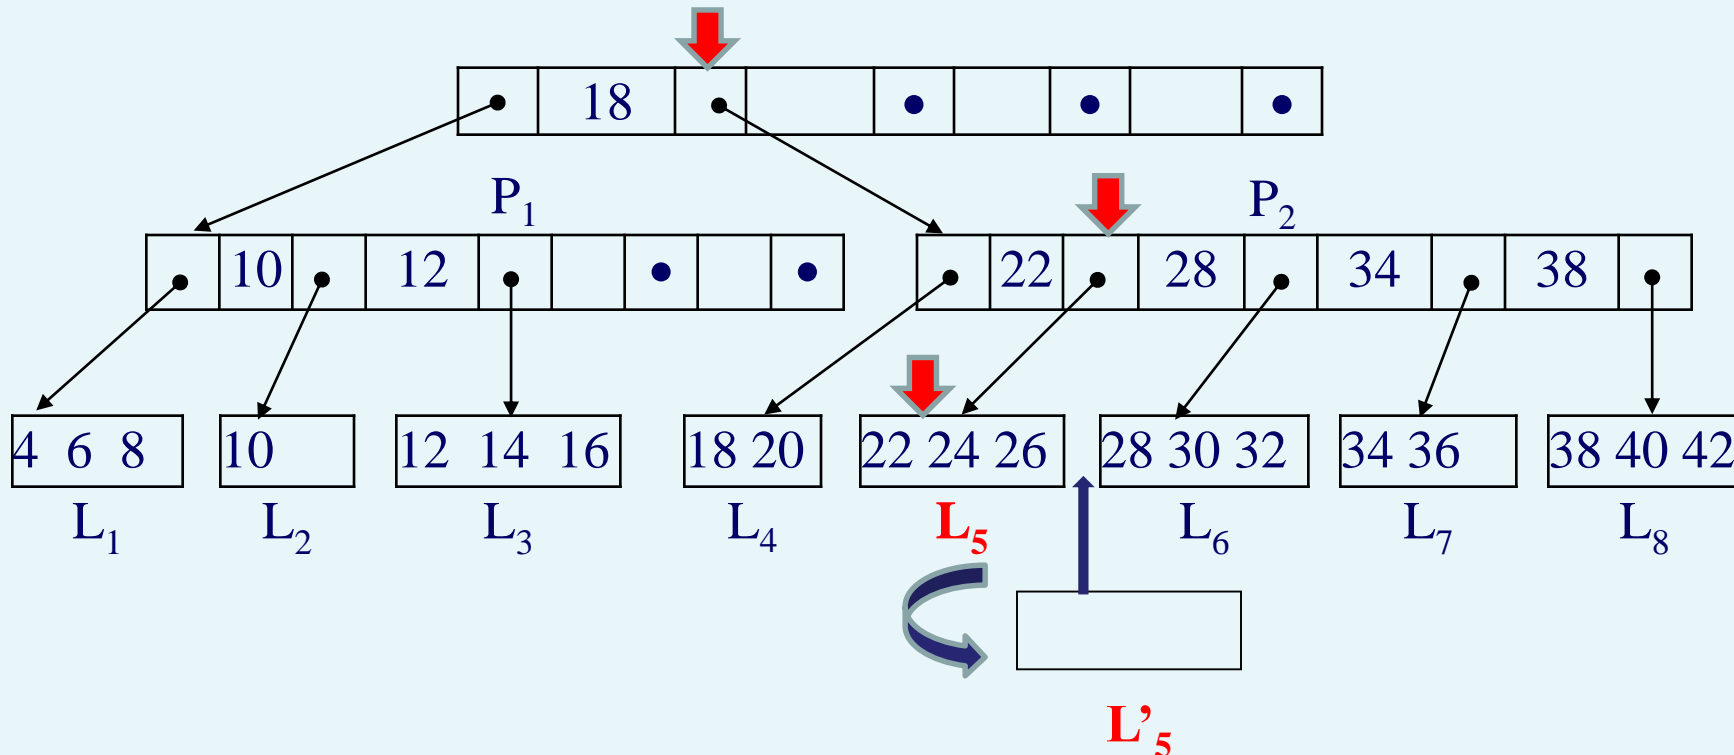 18
P₁ P₂
10 12 22 28 34 38
4 6 8 10 12 14 16 18 20 22 24 26 28 30 32 34 36 38 40 42
L₁ L₂ L₃ L₄ L₅ L₆ L₇ L₈
L’₅